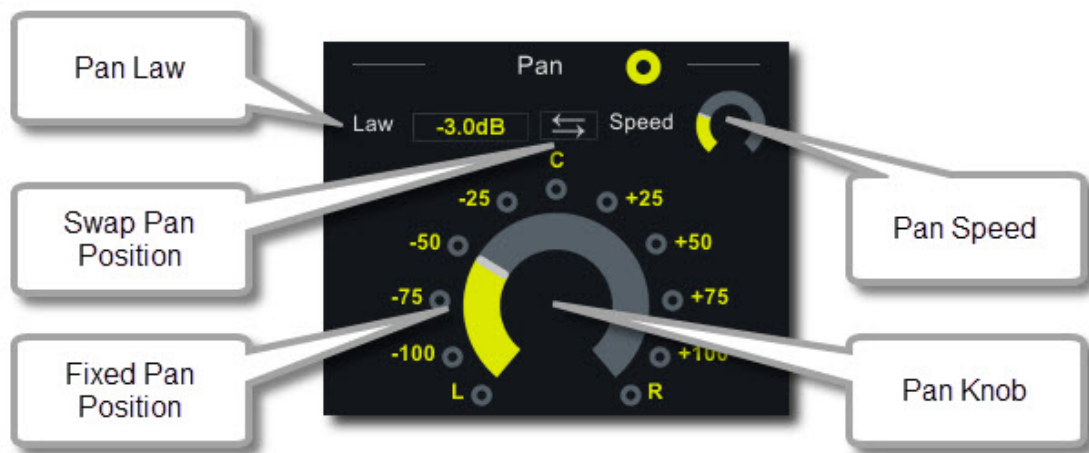 Pan Law
Pan
Law
-3.0dB
Speed
C
-25
+25
Swap Pan
Position
-50
+50
Pan Speed
-75
+75
-100
+100
Fixed Pan
Position
L
R
Pan Knob